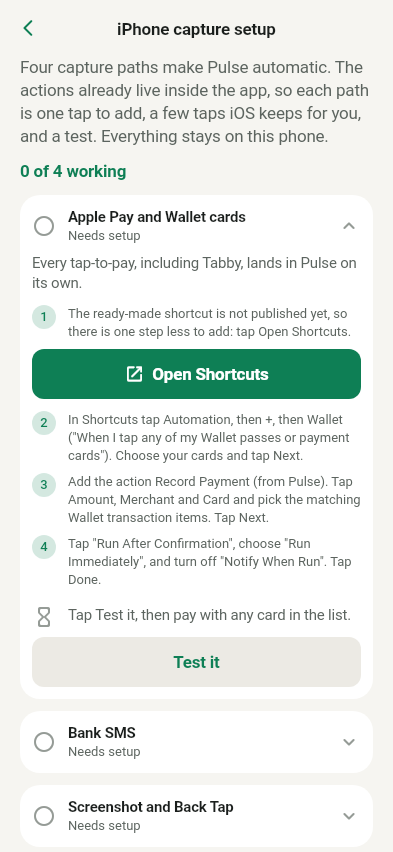 iPhone capture setup
Four capture paths make Pulse automatic. The
actions already live inside the app, so each path
is one tap to add, a few taps iOS keeps for you,
and a test. Everything stays on this phone.
0 of 4 working
Apple Pay and Wallet cards
Needs setup
Every tap-to-pay, including Tabby, lands in Pulse on
its own.
1 The ready-made shortcut is not published yet, so
there is one step less to add: tap Open Shortcuts.
Open Shortcuts
2 In Shortcuts tap Automation, then +, then Wallet
("When I tap any of my Wallet passes or payment
cards"). Choose your cards and tap Next.
3 Add the action Record Payment (from Pulse). Tap
Amount, Merchant and Card and pick the matching
Wallet transaction items. Tap Next.
4 Tap "Run After Confirmation", choose "Run
Immediately", and turn off "Notify When Run". Tap
Done.
Tap Test it, then pay with any card in the list.
Test it
Bank SMS
Needs setup
Screenshot and Back Tap
Needs setup